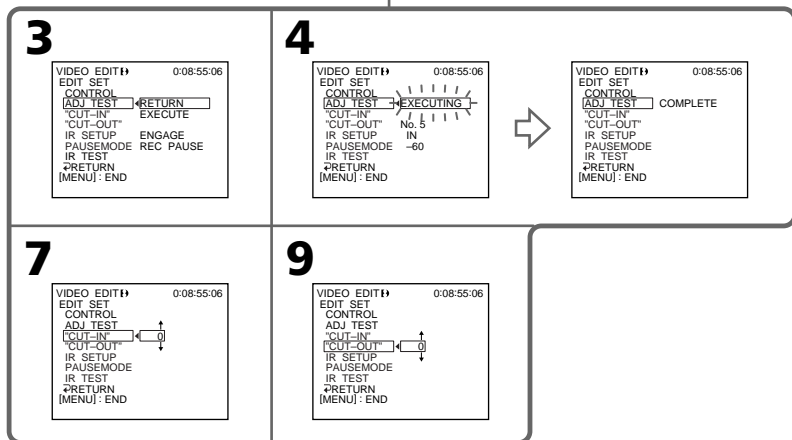 3
VIDEO EDIT 0:08:55:06
EDIT SET
CONTROL
ADJ TEST RETURN
"CUT–IN" EXECUTE
"CUT–OUT"
IR SETUP ENGAGE
PAUSEMODE REC PAUSE
IR TEST
RETURN
[MENU] : END
4
VIDEO EDIT 0:08:55:06
EDIT SET
CONTROL
ADJ TEST EXECUTING
"CUT–IN"
"CUT–OUT" No. 5
IR SETUP IN
PAUSEMODE –60
IR TEST
RETURN
[MENU] : END
VIDEO EDIT 0:08:55:06
EDIT SET
CONTROL
ADJ TEST COMPLETE
"CUT–IN"
"CUT–OUT"
IR SETUP
PAUSEMODE
IR TEST
RETURN
[MENU] : END
7
VIDEO EDIT 0:08:55:06
EDIT SET
CONTROL
ADJ TEST
"CUT–IN" 0
"CUT–OUT"
IR SETUP
PAUSEMODE
IR TEST
RETURN
[MENU] : END
9
VIDEO EDIT 0:08:55:06
EDIT SET
CONTROL
ADJ TEST
"CUT–IN"
"CUT–OUT" 0
IR SETUP
PAUSEMODE
IR TEST
RETURN
[MENU] : END